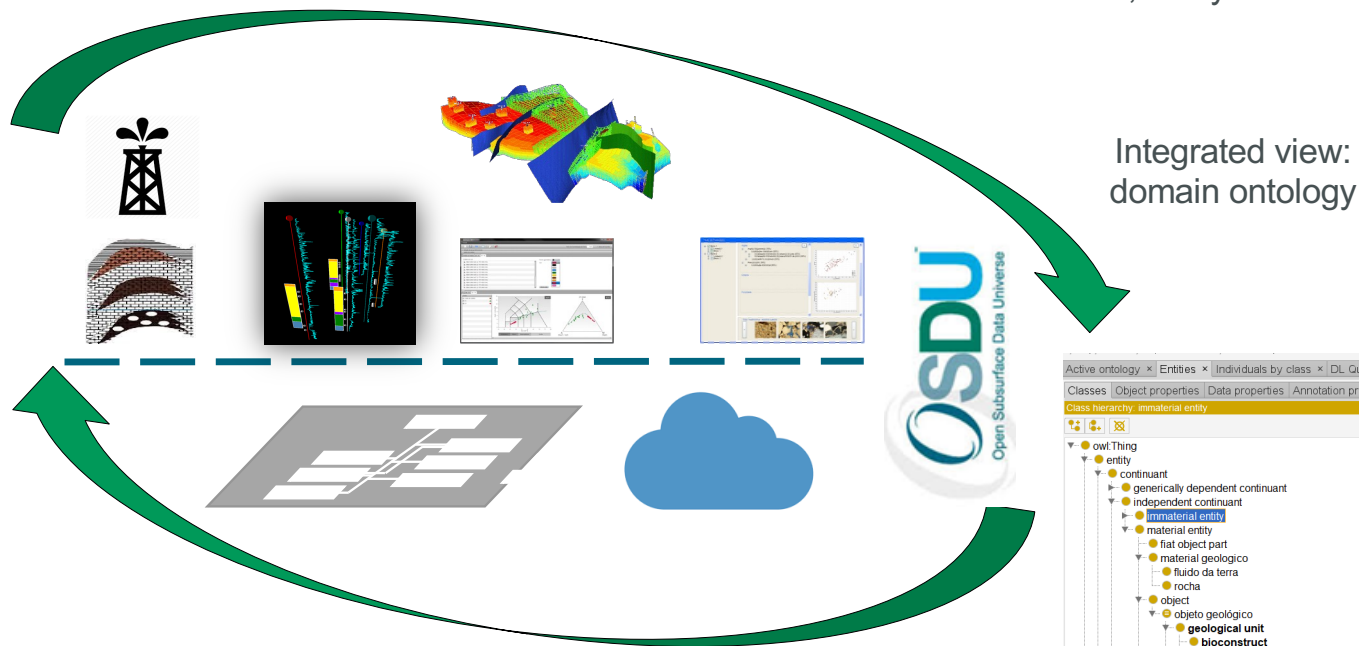 Integrated view:
domain ontology
OSDU
Open Subsurface Data Universe
Active ontology × Entities × Individuals by class × DL Qu
Classes Object properties Data properties Annotation pr
Class hierarchy: immaterial entity
owl:Thing
entity
continuant
generically dependent continuant
independent continuant
immaterial entity
material entity
fiat object part
material geologico
fluido da terra
rocha
object
objeto geológico
geological unit
bioconstruct